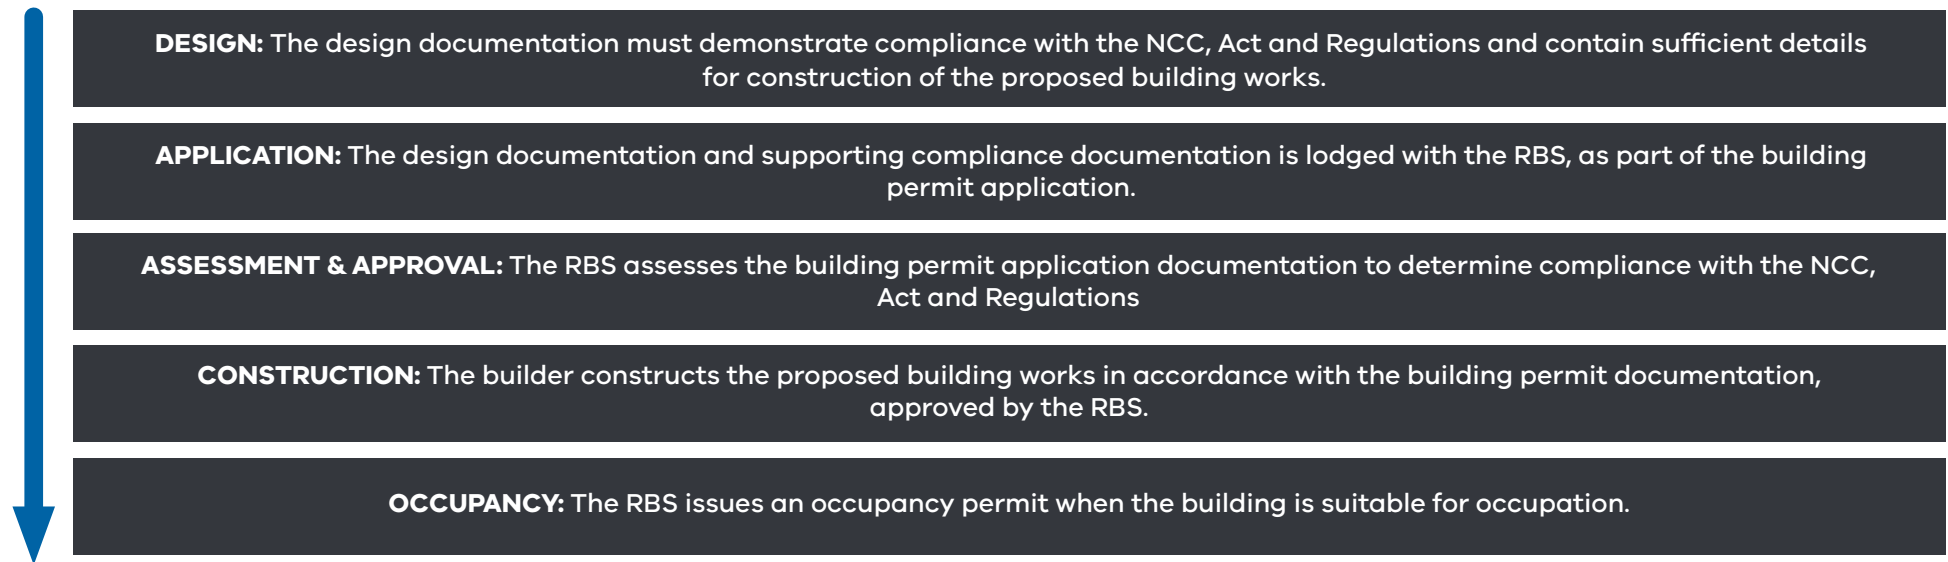 DESIGN: The design documentation must demonstrate compliance with the NCC, Act and Regulations and contain sufficient details
for construction of the proposed building works.
APPLICATION: The design documentation and supporting compliance documentation is lodged with the RBS, as part of the building
permit application.
ASSESSMENT & APPROVAL: The RBS assesses the building permit application documentation to determine compliance with the NCC,
Act and Regulations
CONSTRUCTION: The builder constructs the proposed building works in accordance with the building permit documentation,
approved by the RBS.
OCCUPANCY: The RBS issues an occupancy permit when the building is suitable for occupation.